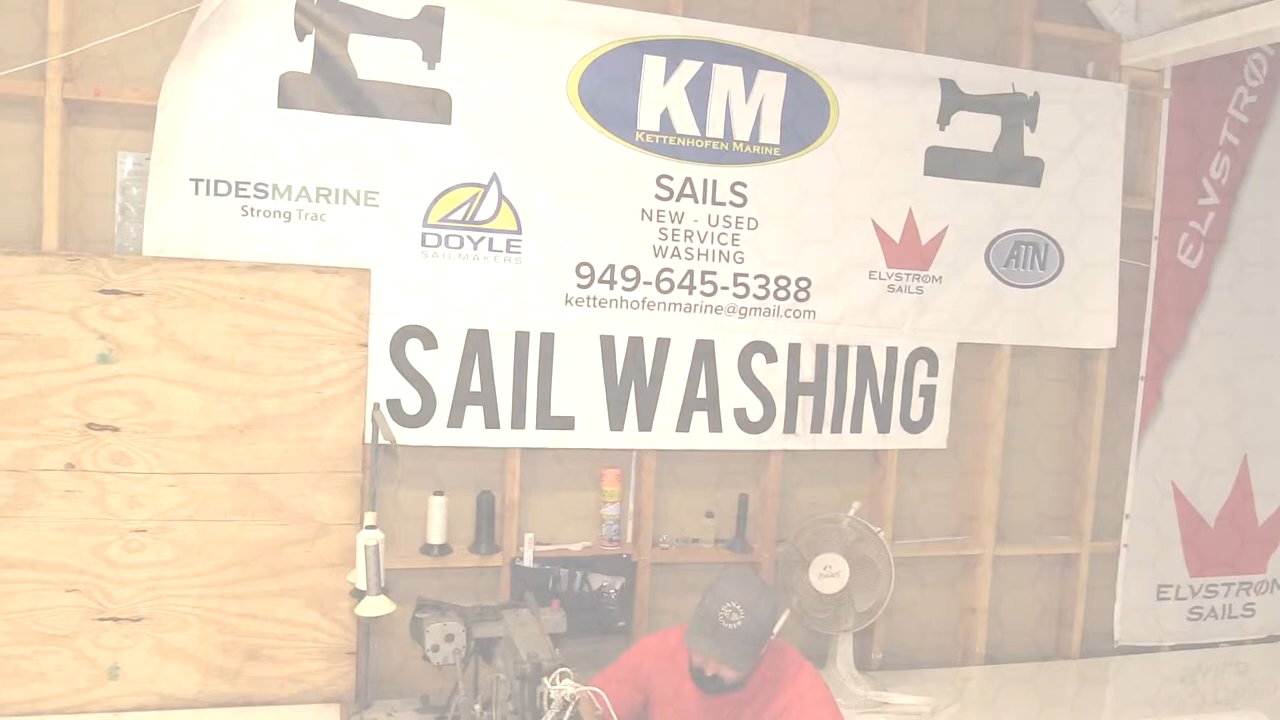 KM
KETTENHOFEN MARINE
TIDESMARINE
Strong Trac
DOYLE
SAILMAKERS
SAILS
NEW - USED
SERVICE
WASHING
949-645-5388
kettenhofenmarine@gmail.com
ELVSTRØM
SAILS
ATN
SAIL WASHING
ELVSTRØM
ELVSTRØM
SAILS